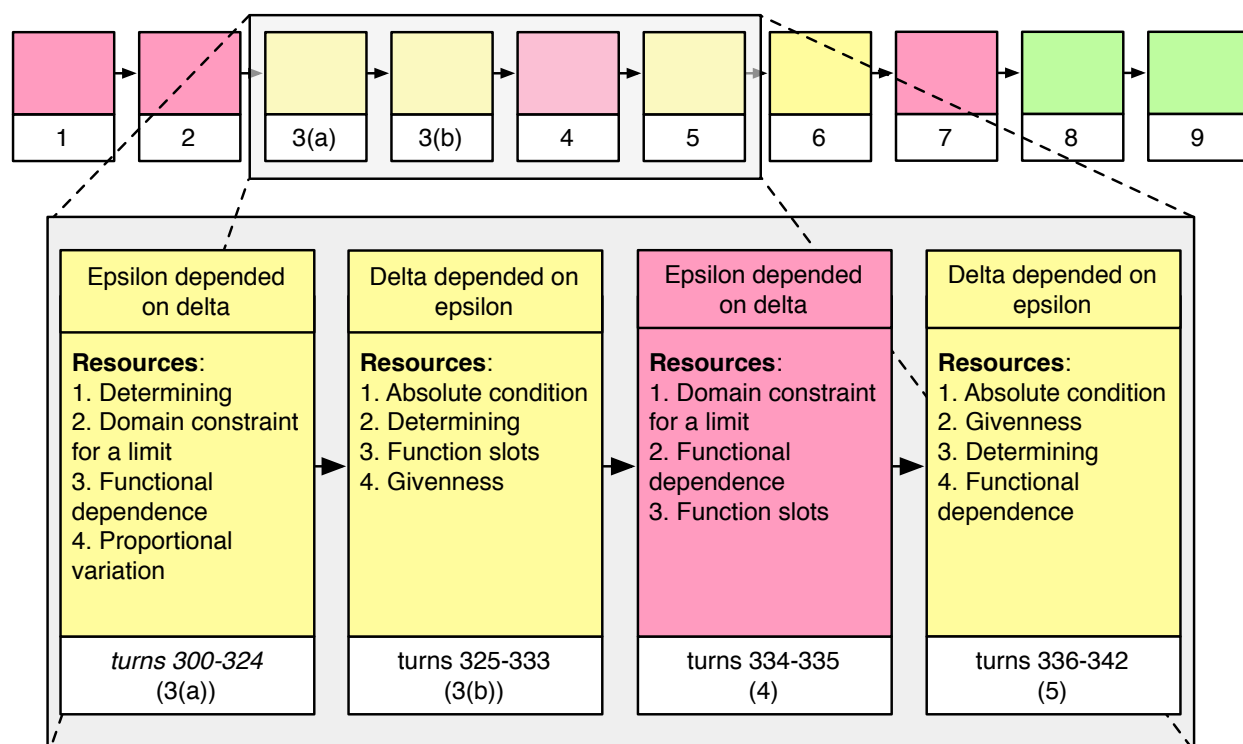 1
2
3(a)
3(b)
4
5
6
7
8
9
Epsilon depended
on delta
Resources:
1. Determining
2. Domain constraint
for a limit
3. Functional
dependence
4. Proportional
variation
turns 300-324
(3(a))
Delta depended on
epsilon
Resources:
1. Absolute condition
2. Determining
3. Function slots
4. Givenness
turns 325-333
(3(b))
Epsilon depended
on delta
Resources:
1. Domain constraint
for a limit
2. Functional
dependence
3. Function slots
turns 334-335
(4)
Delta depended on
epsilon
Resources:
1. Absolute condition
2. Givenness
3. Determining
4. Functional
dependence
turns 336-342
(5)